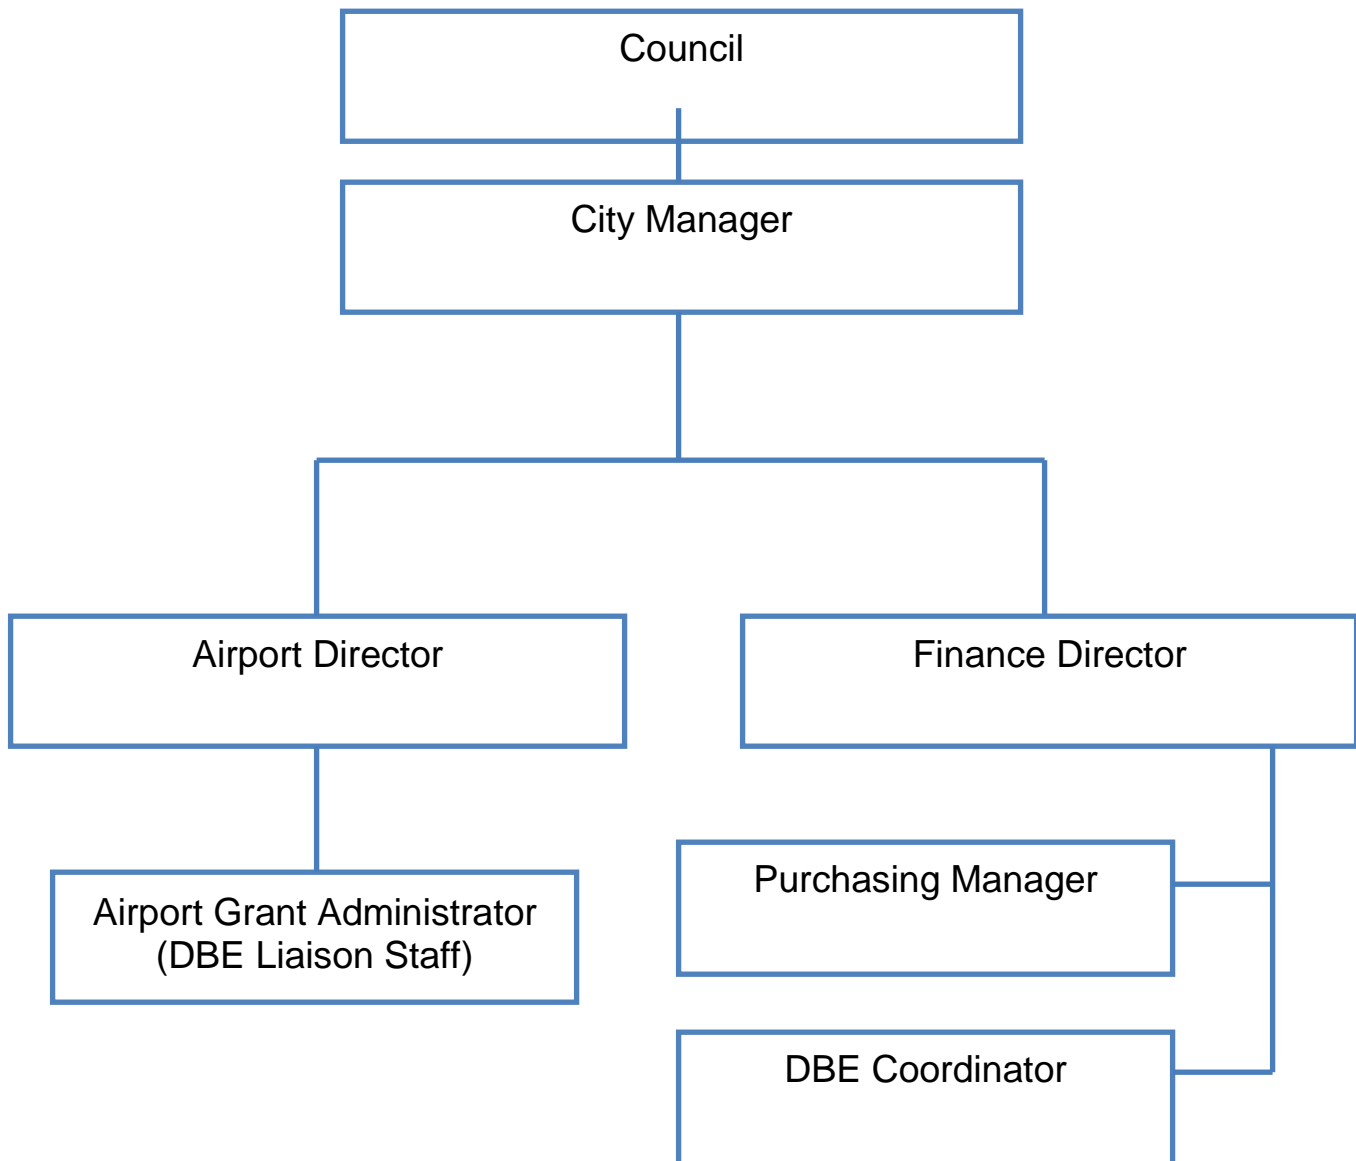 Council
City Manager
Airport Director
Finance Director
Purchasing Manager
Airport Grant Administrator
(DBE Liaison Staff)
DBE Coordinator